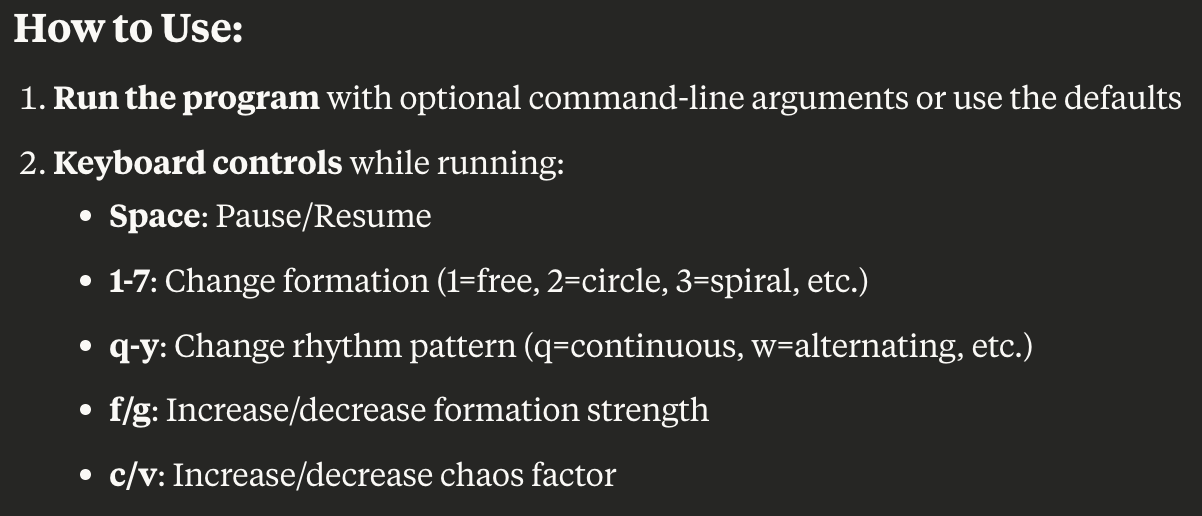 How to Use:
1. Run the program with optional command-line arguments or use the defaults
2. Keyboard controls while running:
• Space: Pause/Resume
• 1-7: Change formation (1=free, 2=circle, 3=spiral, etc.)
• q-y: Change rhythm pattern (q=continuous, w=alternating, etc.)
• f/g: Increase/decrease formation strength
• c/v: Increase/decrease chaos factor